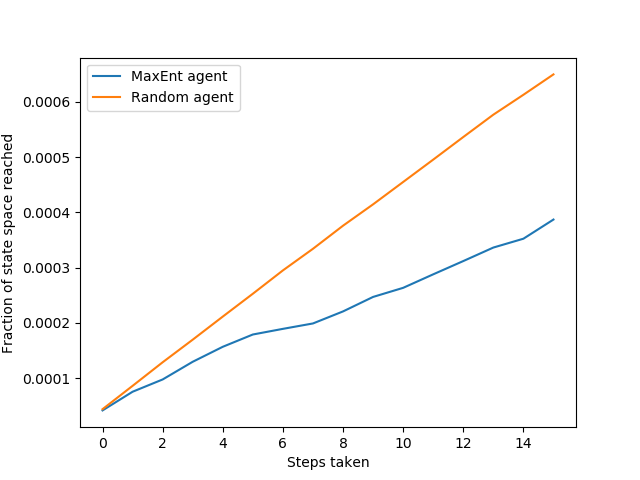 MaxEnt agent
Random agent
0.0006
0.0005
0.0004
0.0003
0.0002
0.0001
Fraction of state space reached
0 2 4 6 8 10 12 14
Steps taken